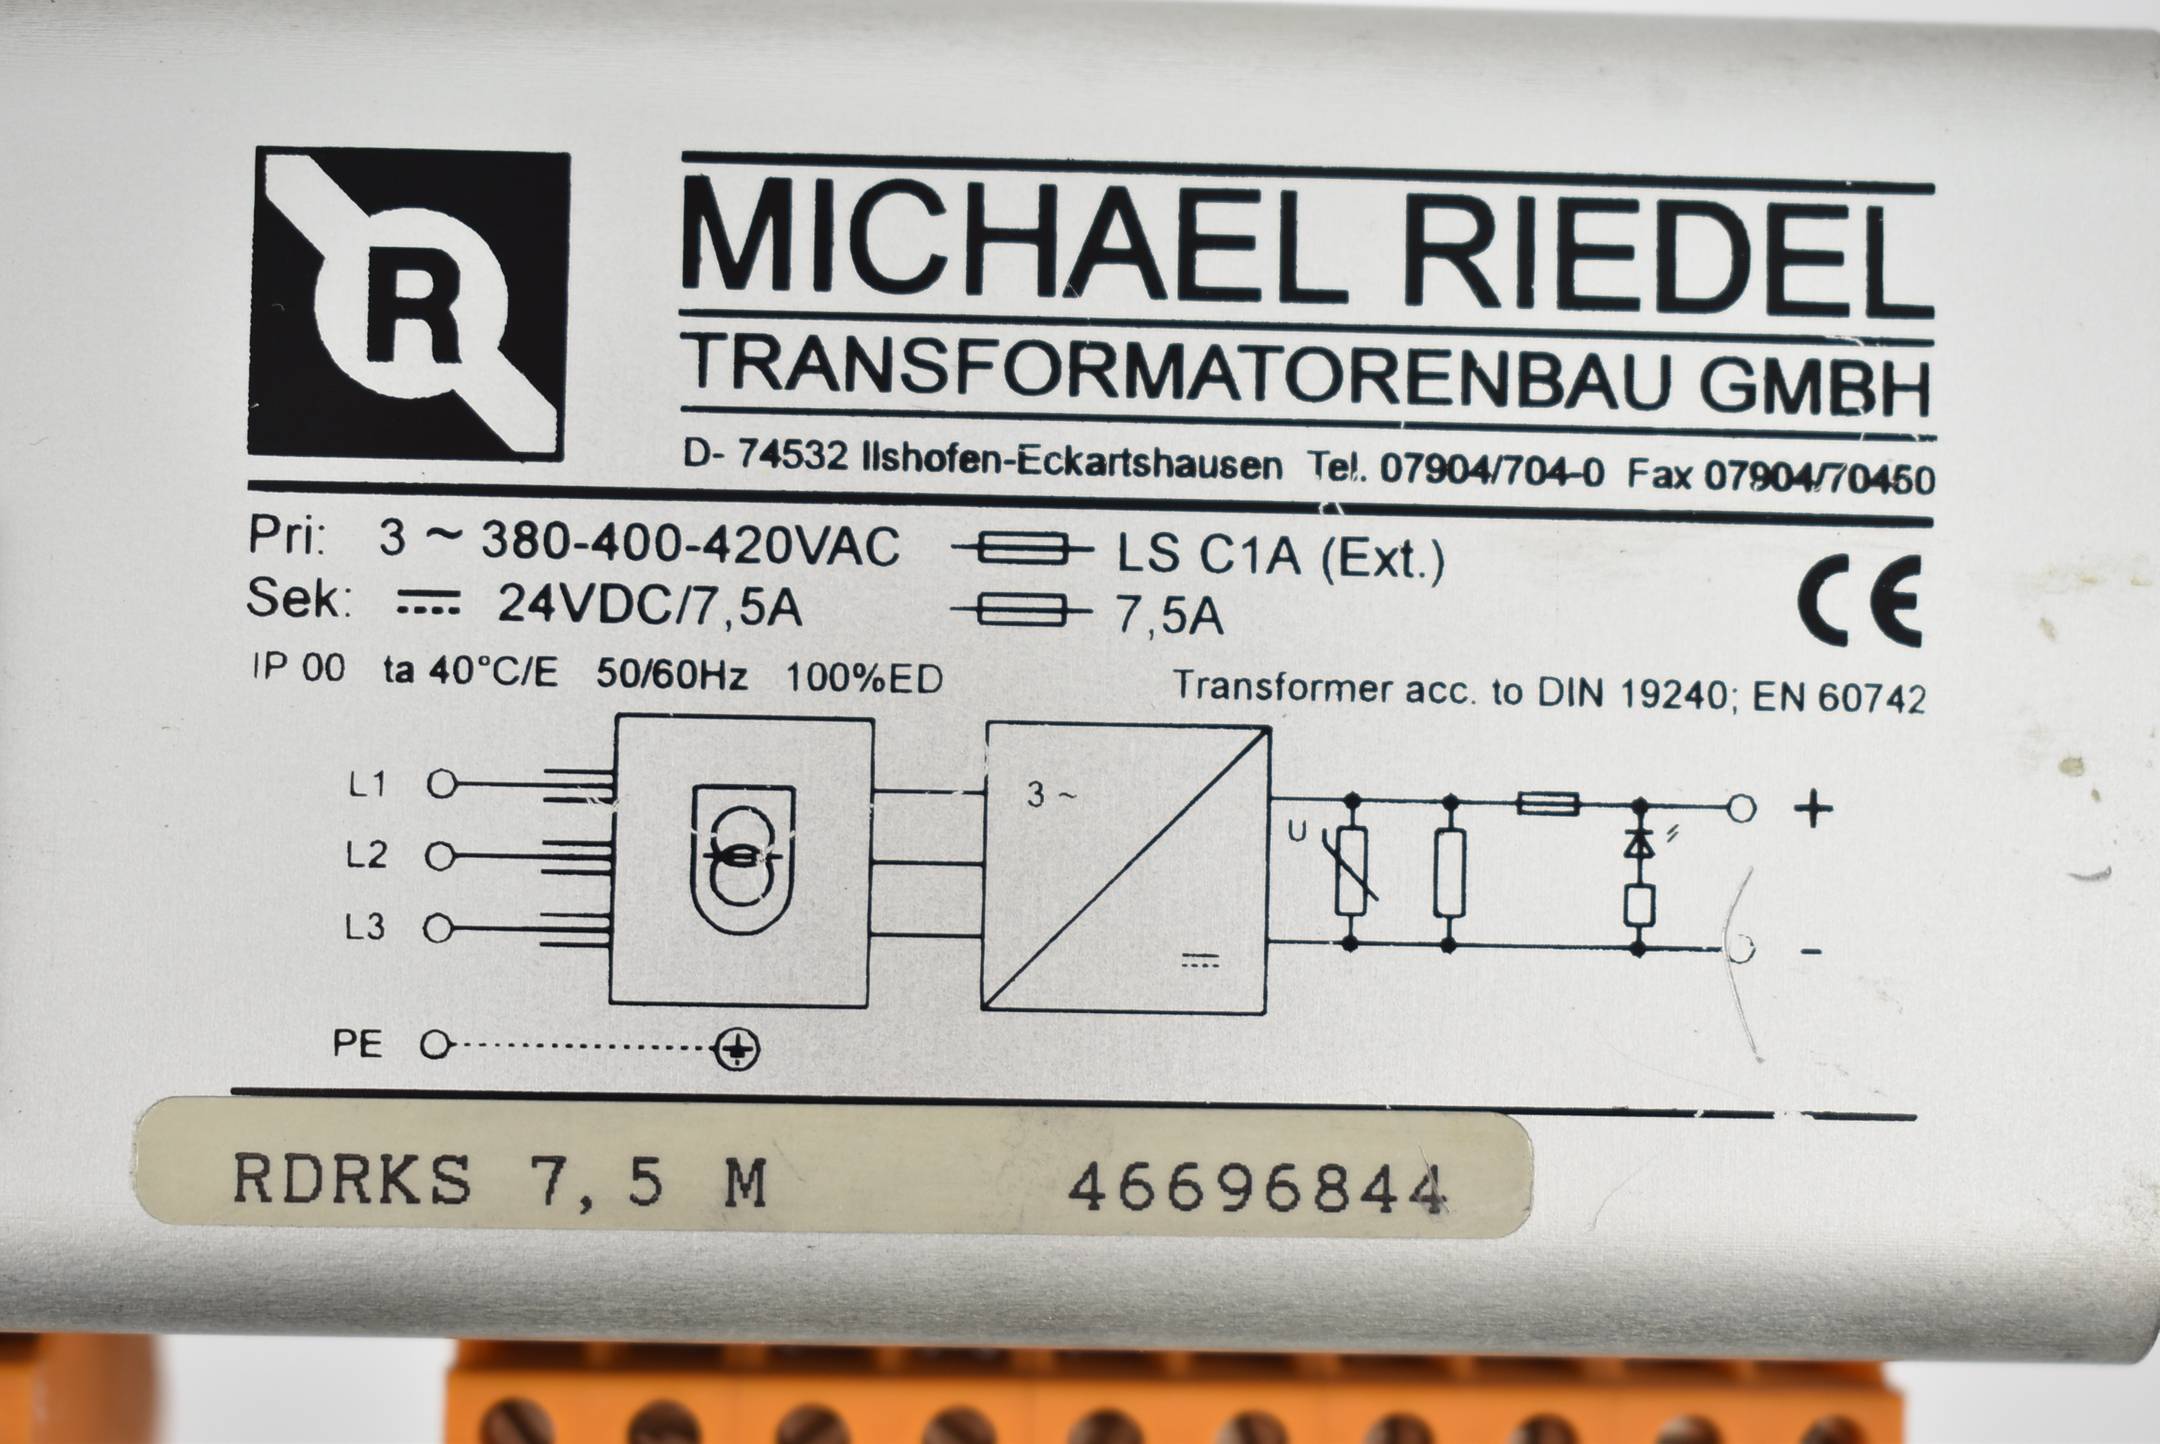 R
MICHAEL RIEDEL
TRANSFORMATORENBAU GMBH
D- 74532 Ilshofen-Eckartshausen Tel. 07904/704-0 Fax 07904/70450
Pri: 3 ~ 380-400-420VAC LS C1A (Ext.)
Sek: 24VDC/7,5A 7,5A
CE
IP 00 ta 40°C/E 50/60Hz 100%ED
Transformer acc. to DIN 19240; EN 60742
L1
L2
L3
PE
3 ~
U
+
-
RDRKS 7,5 M 46696844